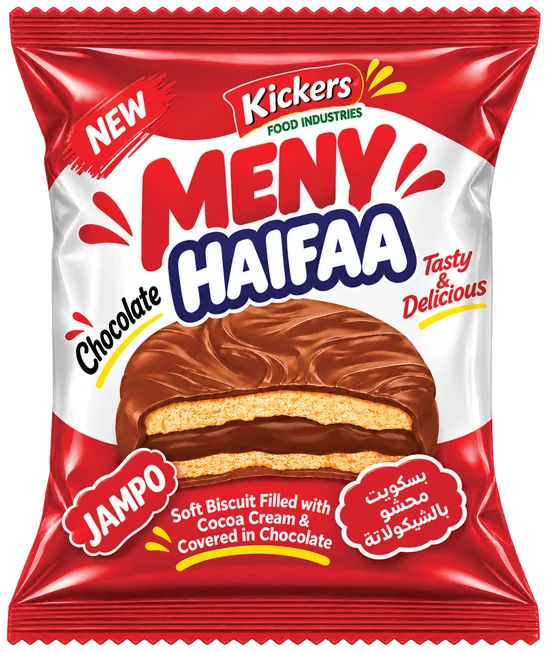 NEW
Kickers
FOOD INDUSTRIES
MENY
HAIFAA
Chocolate
Tasty
&
Delicious
JAMPO
Soft Biscuit Filled with
Cocoa Cream &
Covered in Chocolate
بسكويت
محشو
بالشيكولاتة